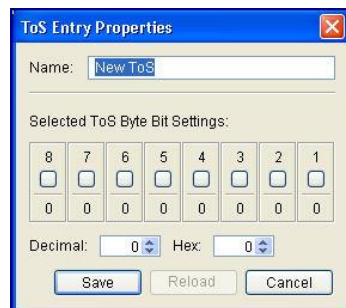 ToS Entry Properties
Name: New ToS
Selected ToS Byte Bit Settings:
8 7 6 5 4 3 2 1
0 0 0 0 0 0 0 0
Decimal: 0 Hex: 0
Save Reload Cancel